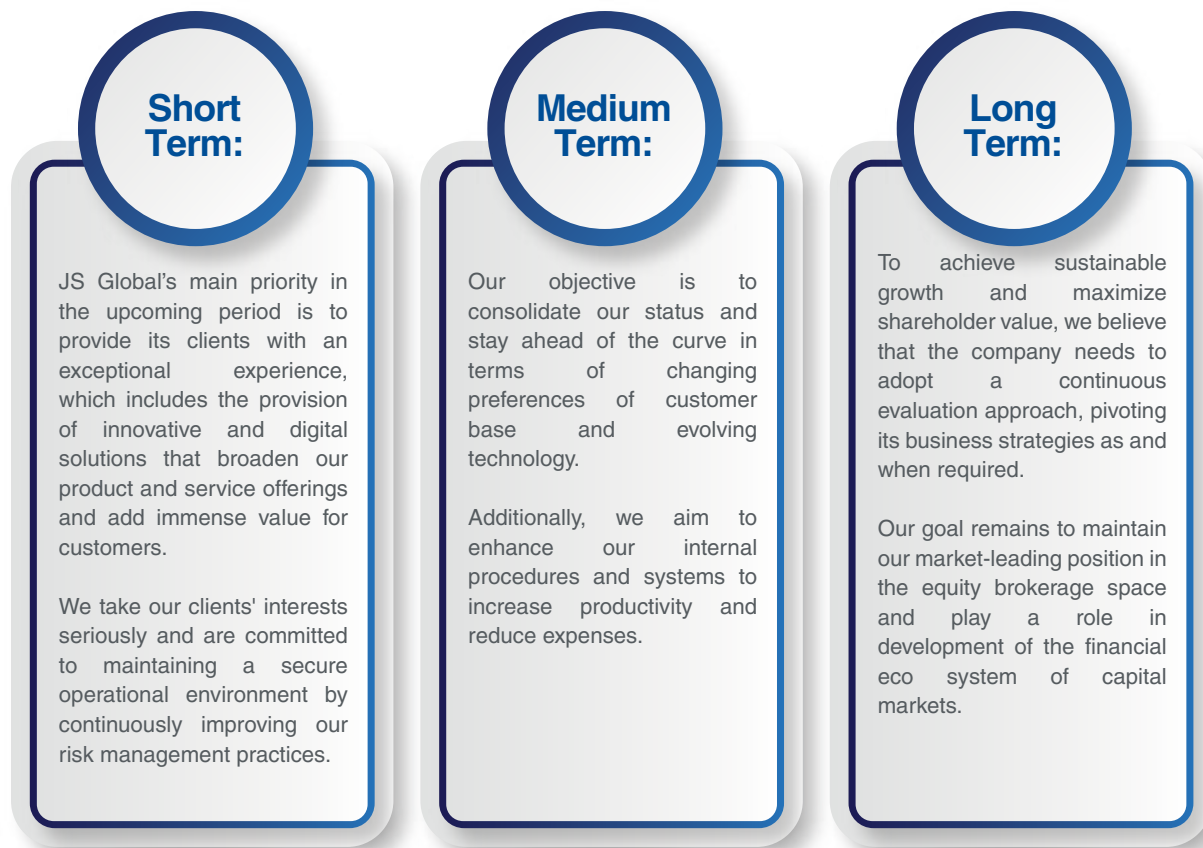 Short
Term:
JS Global’s main priority in
the upcoming period is to
provide its clients with an
exceptional experience,
which includes the provision
of innovative and digital
solutions that broaden our
product and service offerings
and add immense value for
customers.
We take our clients' interests
seriously and are committed
to maintaining a secure
operational environment by
continuously improving our
risk management practices.
Medium
Term:
Our objective is to
consolidate our status and
stay ahead of the curve in
terms of changing
preferences of customer
base and evolving
technology.
Additionally, we aim to
enhance our internal
procedures and systems to
increase productivity and
reduce expenses.
Long
Term:
To achieve sustainable
growth and maximize
shareholder value, we believe
that the company needs to
adopt a continuous
evaluation approach, pivoting
its business strategies as and
when required.
Our goal remains to maintain
our market-leading position in
the equity brokerage space
and play a role in
development of the financial
eco system of capital
markets.